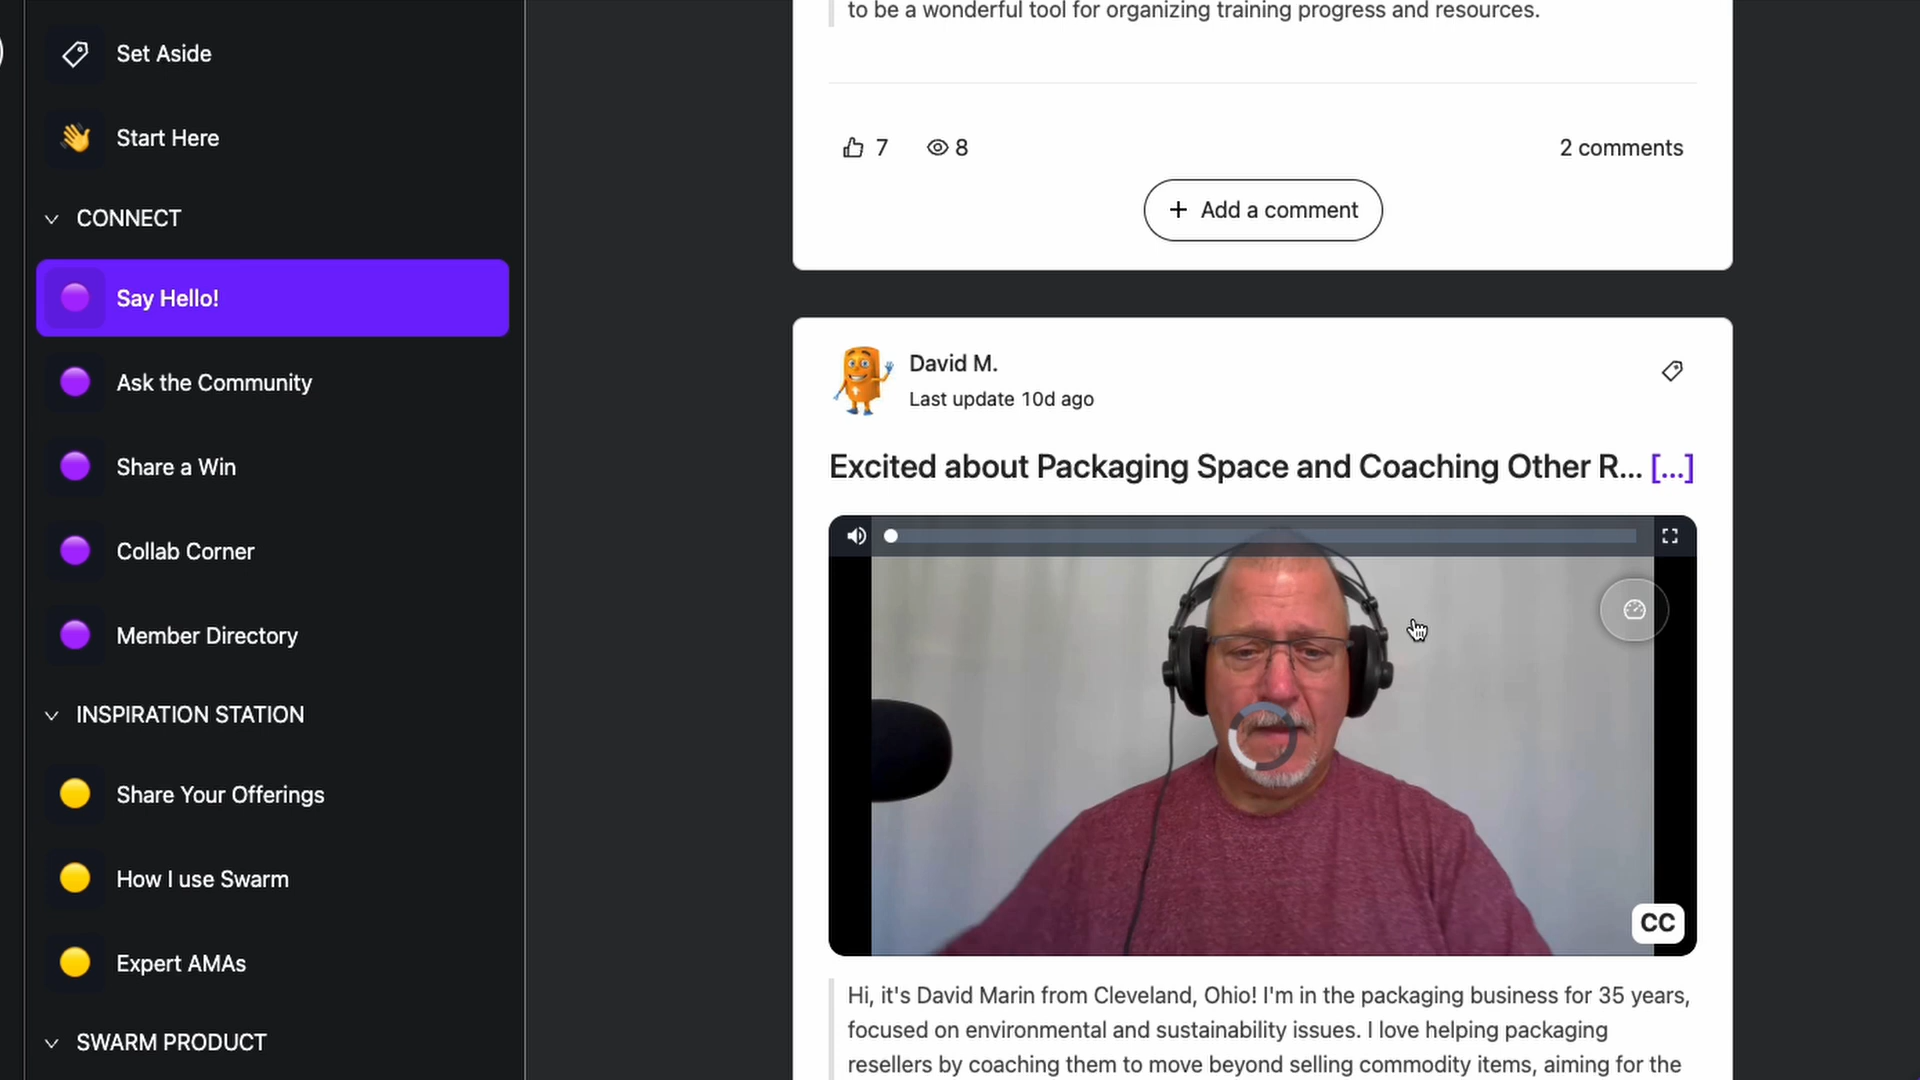 Set Aside
Start Here
CONNECT
Say Hello!
Ask the Community
Share a Win
Collab Corner
Member Directory
INSPIRATION STATION
Share Your Offerings
How I use Swarm
Expert AMAs
SWARM PRODUCT
to be a wonderful tool for organizing training progress and resources.
7 8 2 comments
+ Add a comment
David M.
Last update 10d ago
Excited about Packaging Space and Coaching Other R... [...]
CC
Hi, it's David Marin from Cleveland, Ohio! I'm in the packaging business for 35 years,
focused on environmental and sustainability issues. I love helping packaging
resellers by coaching them to move beyond selling commodity items, aiming for the